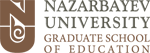 NAZARBAYEV
UNIVERSITY
GRADUATE SCHOOL
OF EDUCATION